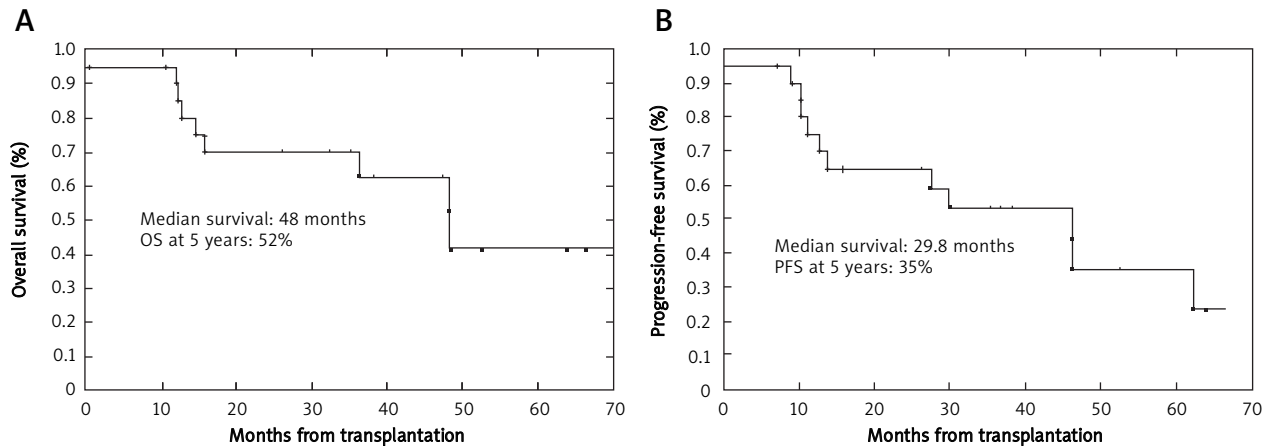 A
Overall survival (%)
1.0
0.9
0.8
0.7
0.6
0.5
0.4
0.3
0.2
0.1
0
Median survival: 48 months
OS at 5 years: 52%
0 10 20 30 40 50 60 70
Months from transplantation
B
Progression-free survival (%)
1.0
0.9
0.8
0.7
0.6
0.5
0.4
0.3
0.2
0.1
0
Median survival: 29.8 months
PFS at 5 years: 35%
0 10 20 30 40 50 60 70
Months from transplantation